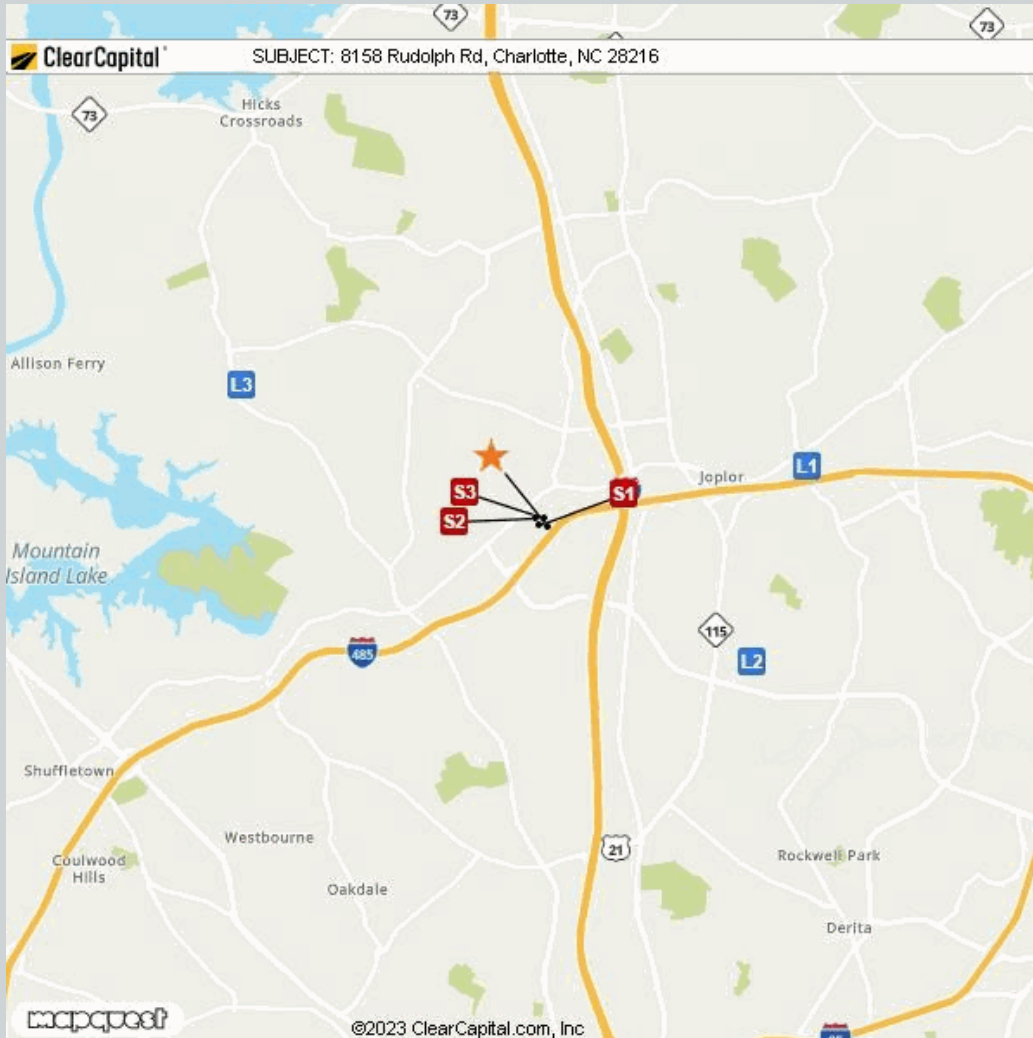 73
73
ClearCapital
SUBJECT: 8158 Rudolph Rd, Charlotte, NC 28216
73
Hicks
Crossroads
Allison Ferry
L3
S3
S2
S1
Joplor
L1
Mountain
Island Lake
485
115
L2
Shuffletown
Westbourne
21
Coulwood
Hills
Rockwell Park
Oakdale
Derita
mapquest
©2023 ClearCapital.com, Inc